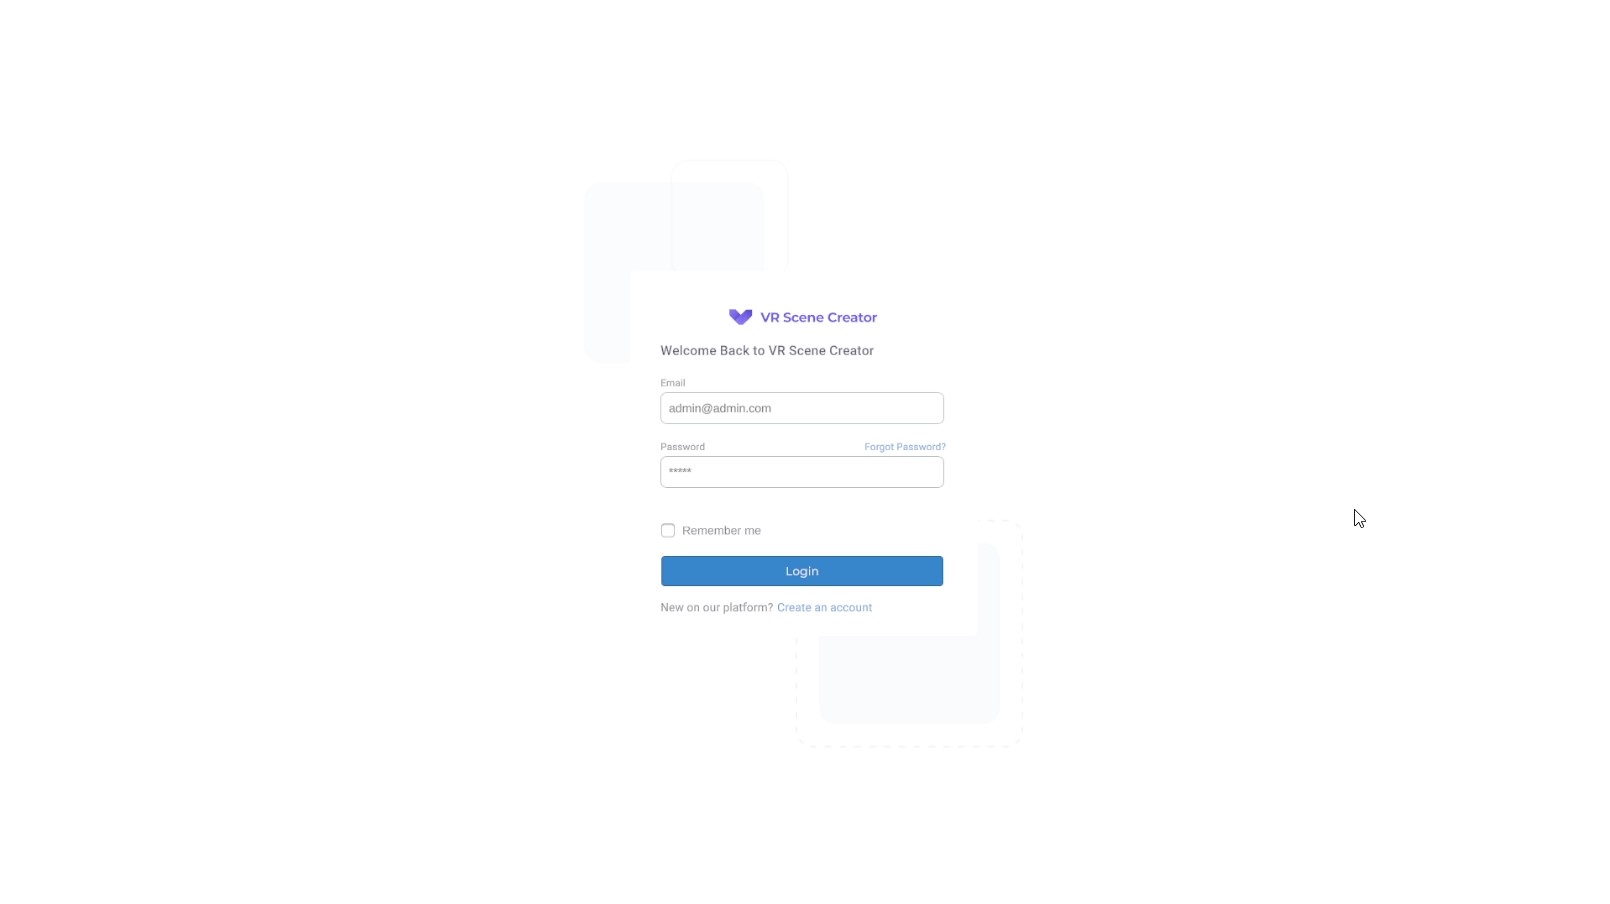 VR Scene Creator
Welcome Back to VR Scene Creator
Email
admin@admin.com
Password Forgot Password?
*****
Remember me
Login
New on our platform? Create an account